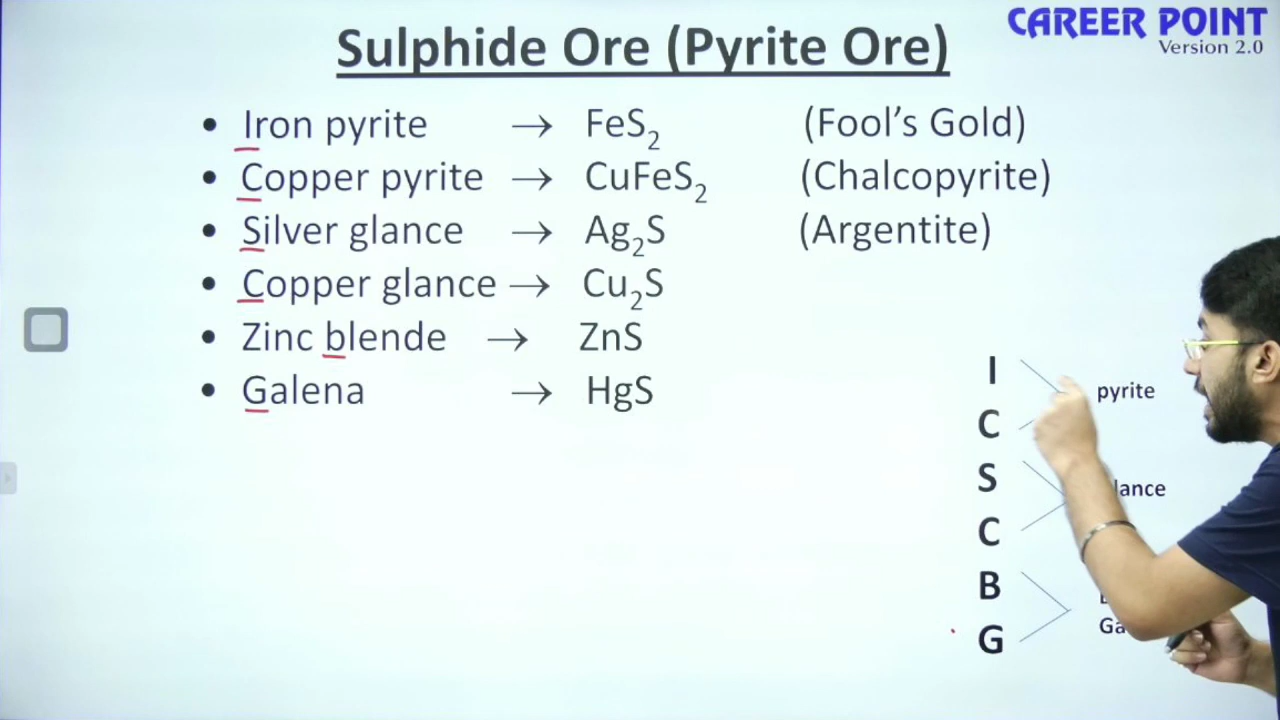 CAREER POINT
Version 2.0
Sulphide Ore (Pyrite Ore)
• Iron pyrite → FeS₂ (Fool's Gold)
• Copper pyrite → CuFeS₂ (Chalcopyrite)
• Silver glance → Ag₂S (Argentite)
• Copper glance → Cu₂S
• Zinc blende → ZnS
• Galena → HgS
I
pyrite
C
S
lance
C
B
Ga
G